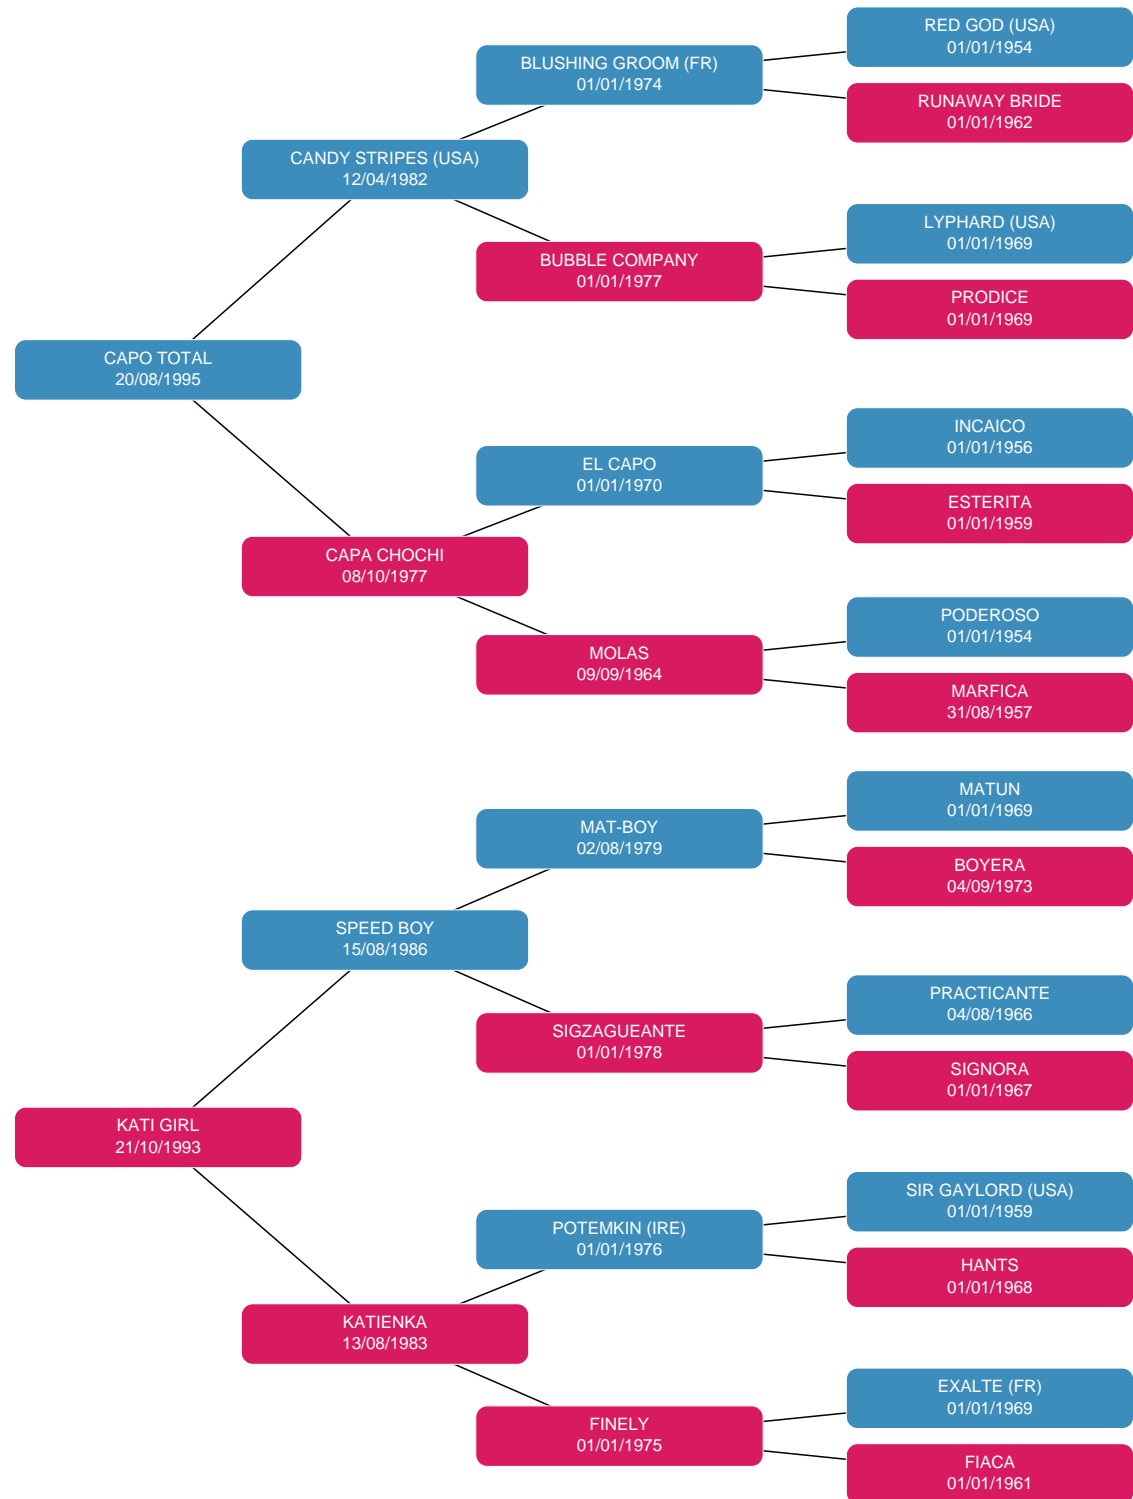 RED GOD (USA)
01/01/1954
BLUSHING GROOM (FR)
01/01/1974
RUNAWAY BRIDE
01/01/1962
CANDY STRIPES (USA)
12/04/1982
LYPHARD (USA)
01/01/1969
BUBBLE COMPANY
01/01/1977
PRODICE
01/01/1969
CAPO TOTAL
20/08/1995
INCAICO
01/01/1956
EL CAPO
01/01/1970
ESTERITA
01/01/1959
CAPA CHOCHI
08/10/1977
PODEROSO
01/01/1954
MOLAS
09/09/1964
MARFICA
31/08/1957
MATUN
01/01/1969
MAT-BOY
02/08/1979
BOYERA
04/09/1973
SPEED BOY
15/08/1986
PRACTICANTE
04/08/1966
SIGZAGUEANTE
01/01/1978
SIGNORA
01/01/1967
KATI GIRL
21/10/1993
SIR GAYLORD (USA)
01/01/1959
POTEMKIN (IRE)
01/01/1976
HANTS
01/01/1968
KATIENKA
13/08/1983
EXALTE (FR)
01/01/1969
FINELY
01/01/1975
FIACA
01/01/1961